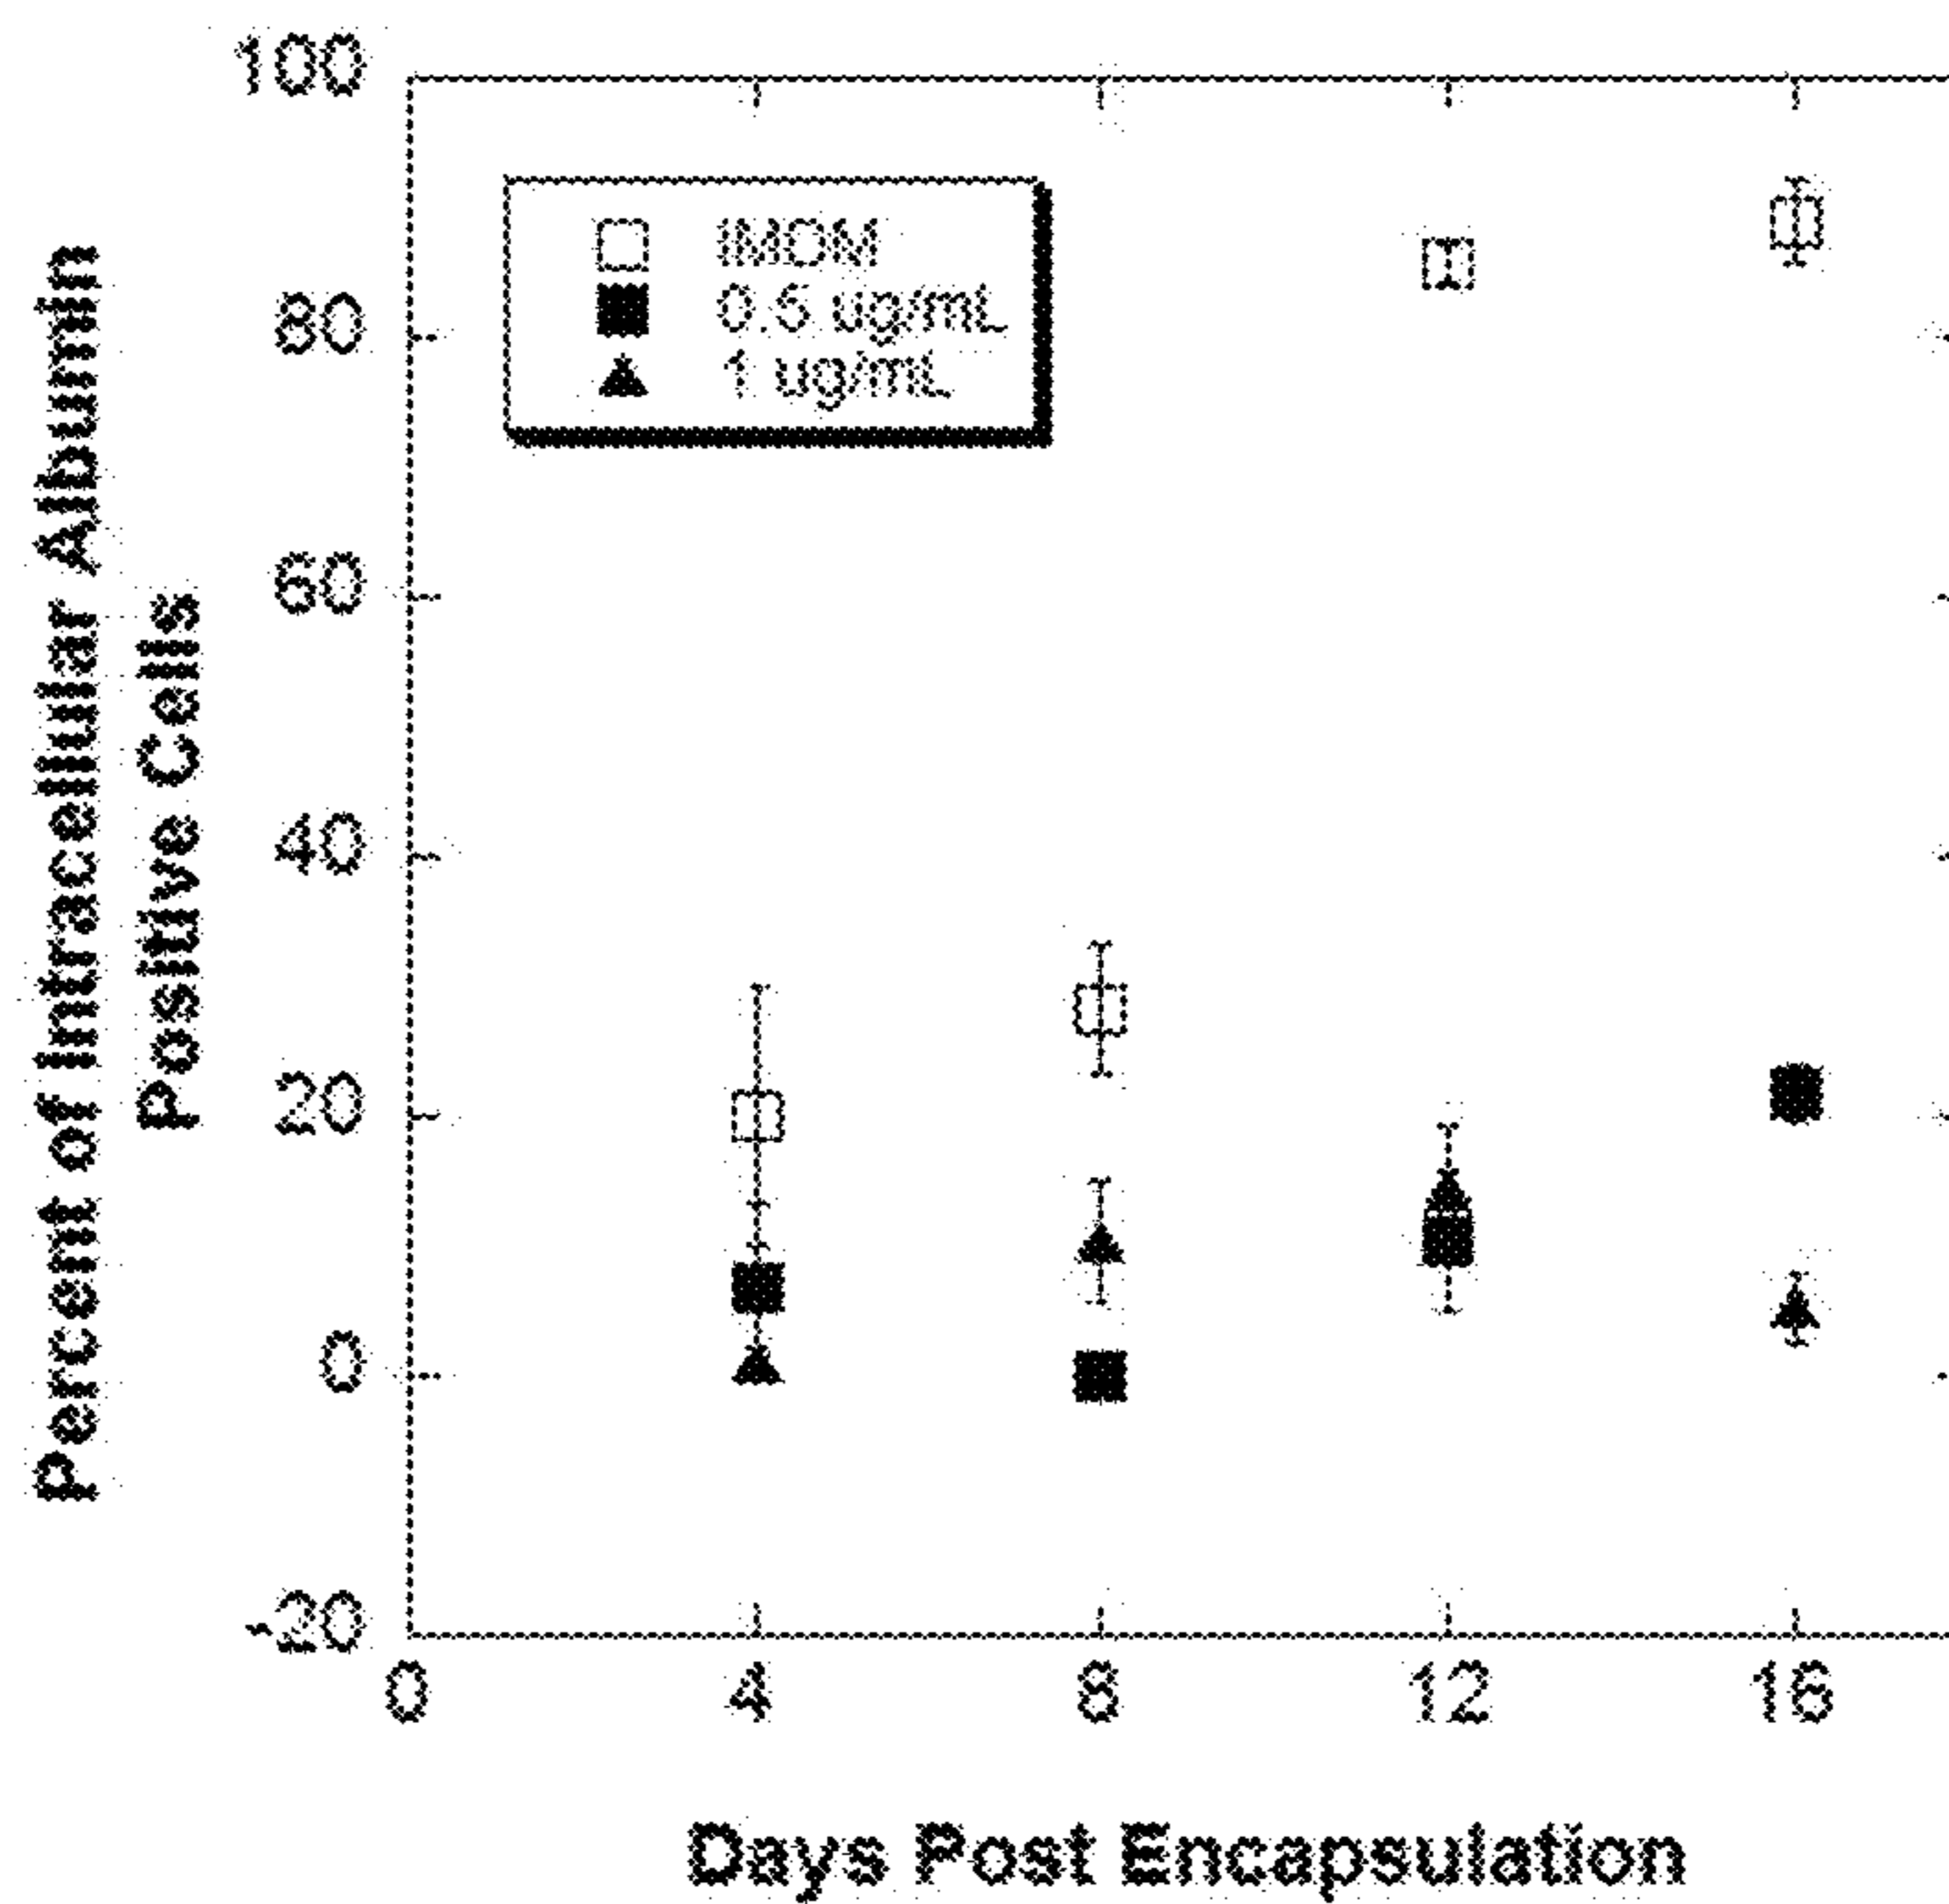 Percent of Intracellular Albumin
Positive Cells
100
80
60
40
20
0
-20
IMDM
0.5 ug/mL
1 ug/mL
0 4 8 12 16
Days Post Encapsulation